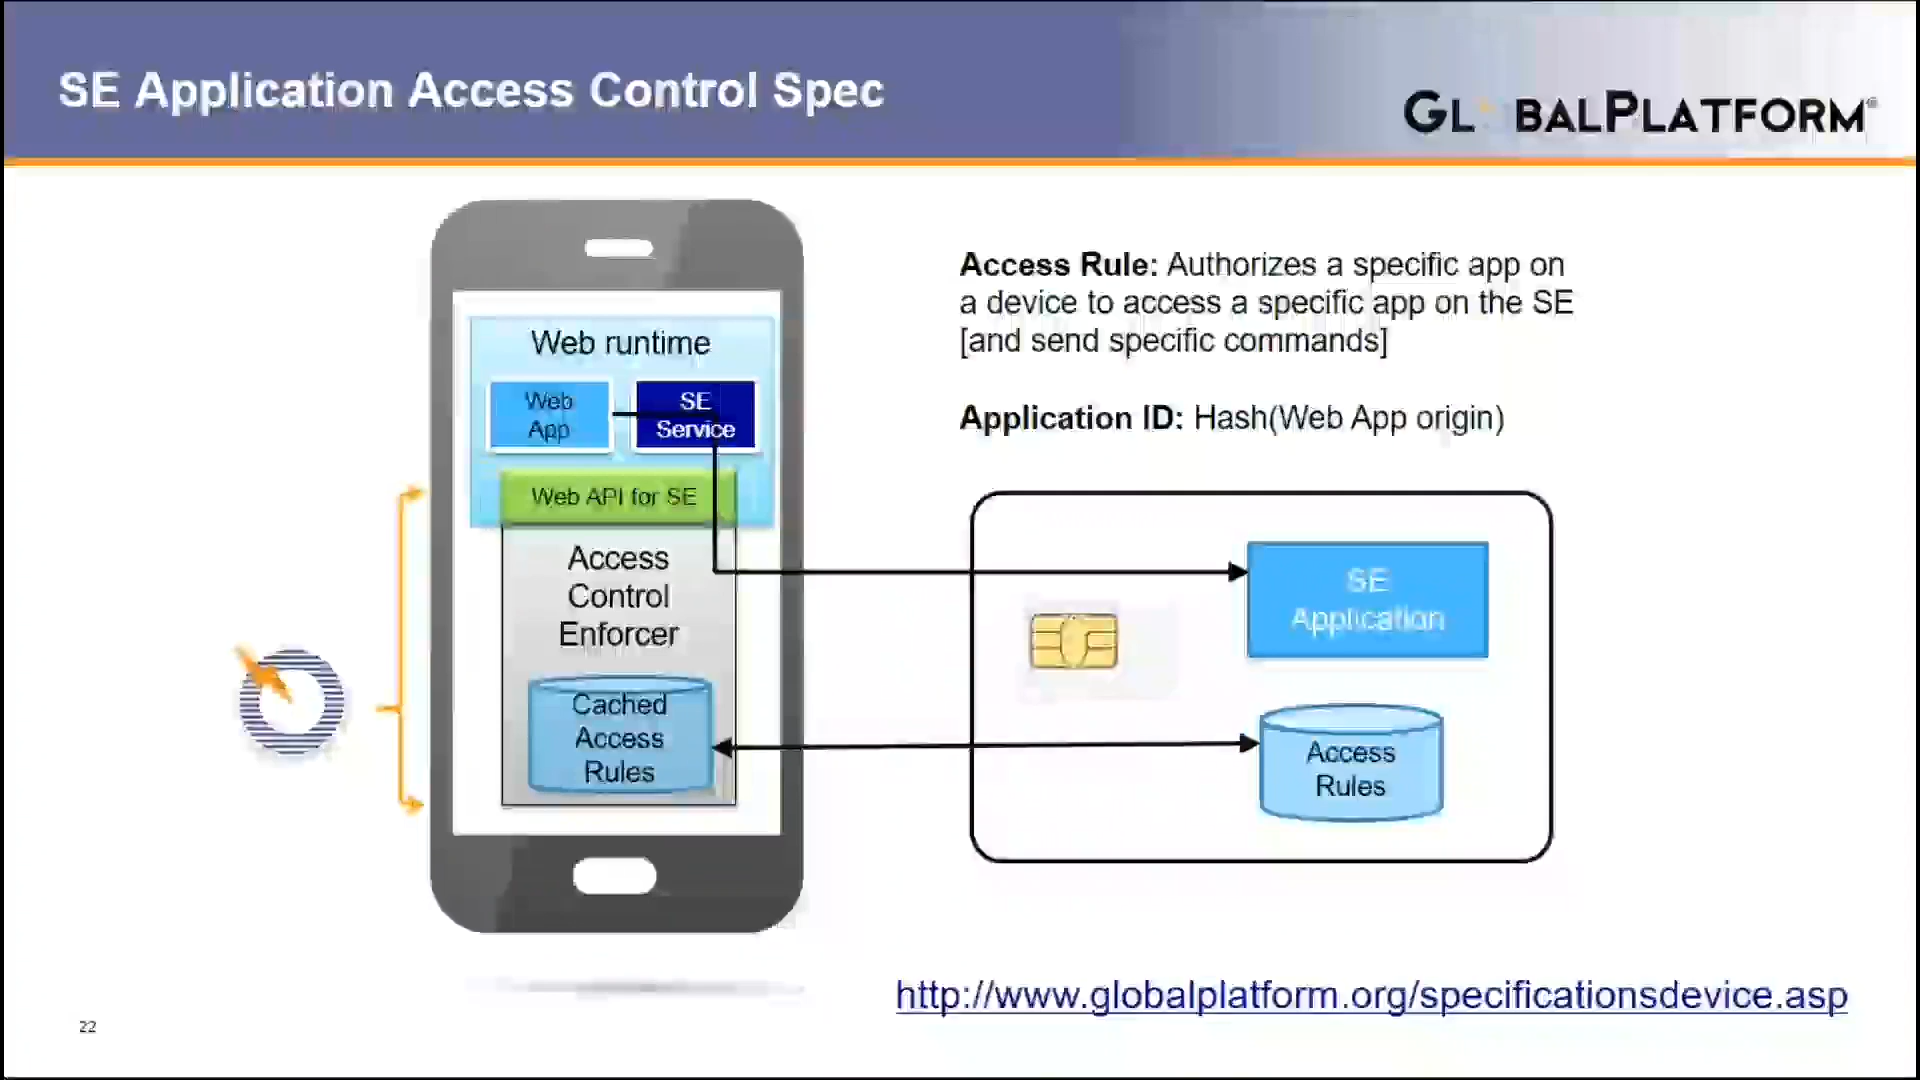 SE Application Access Control Spec
GLOBALPLATFORM®
Access Rule: Authorizes a specific app on
a device to access a specific app on the SE
[and send specific commands]
Application ID: Hash(Web App origin)
Web runtime
Web
App
SE
Service
Web API for SE
Access
Control
Enforcer
Cached
Access
Rules
SE
Application
Access
Rules
http://www.globalplatform.org/specificationsdevice.asp
22